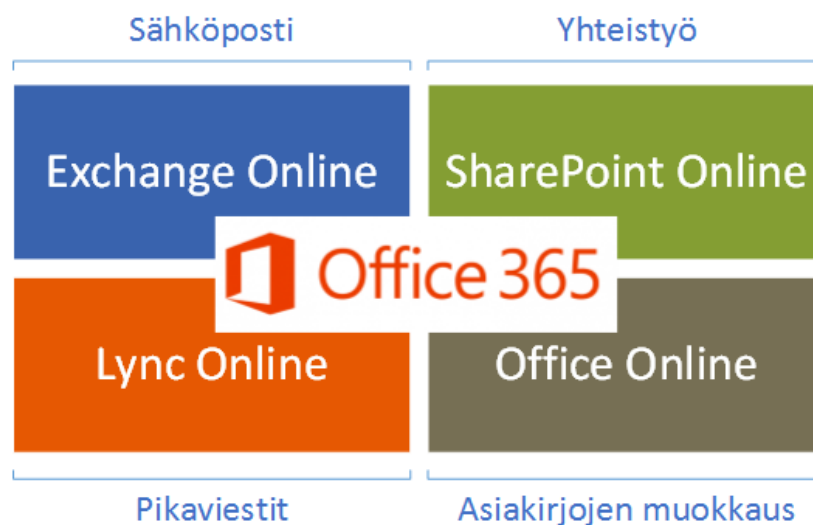 Sähköposti
Yhteistyö
Exchange Online
SharePoint Online
Office 365
Lync Online
Office Online
Pikaviestit
Asiakirjojen muokkaus